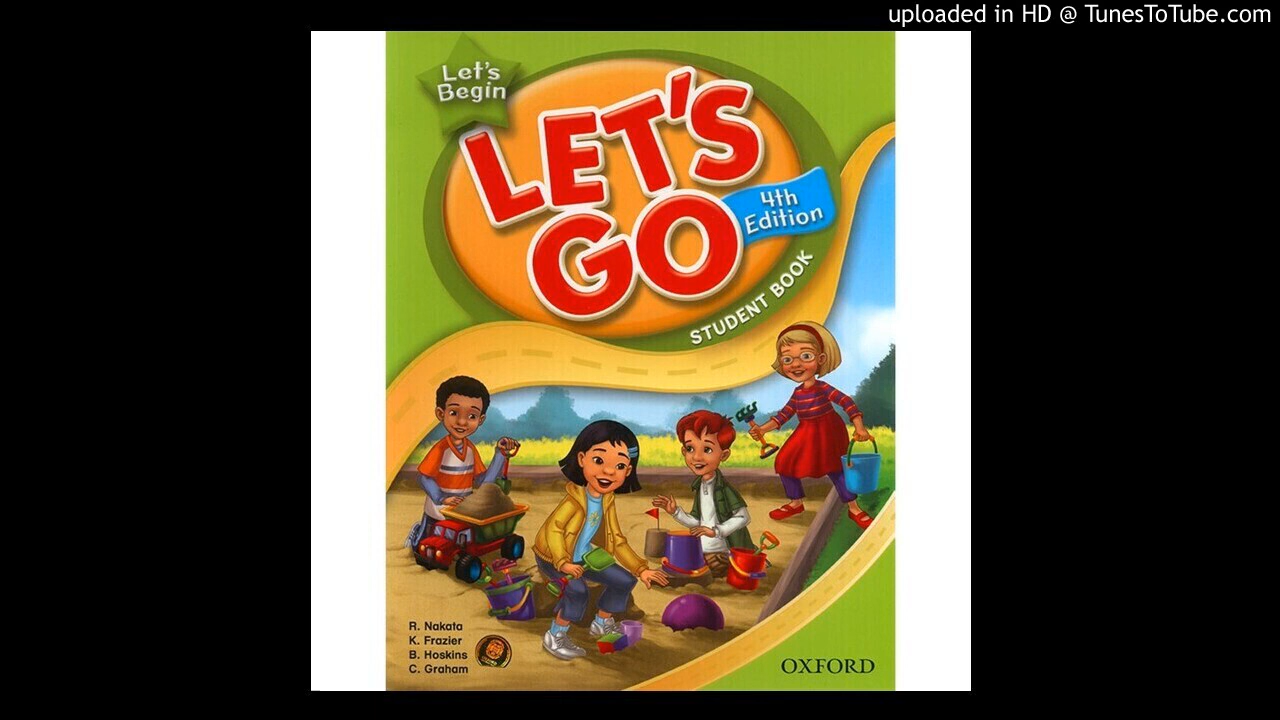 uploaded in HD @ TunesToTube.com
Let's
Begin
LET'S
GO
4th
Edition
STUDENT BOOK
R. Nakata
K. Frazier
B. Hoskins
C. Graham
OXFORD